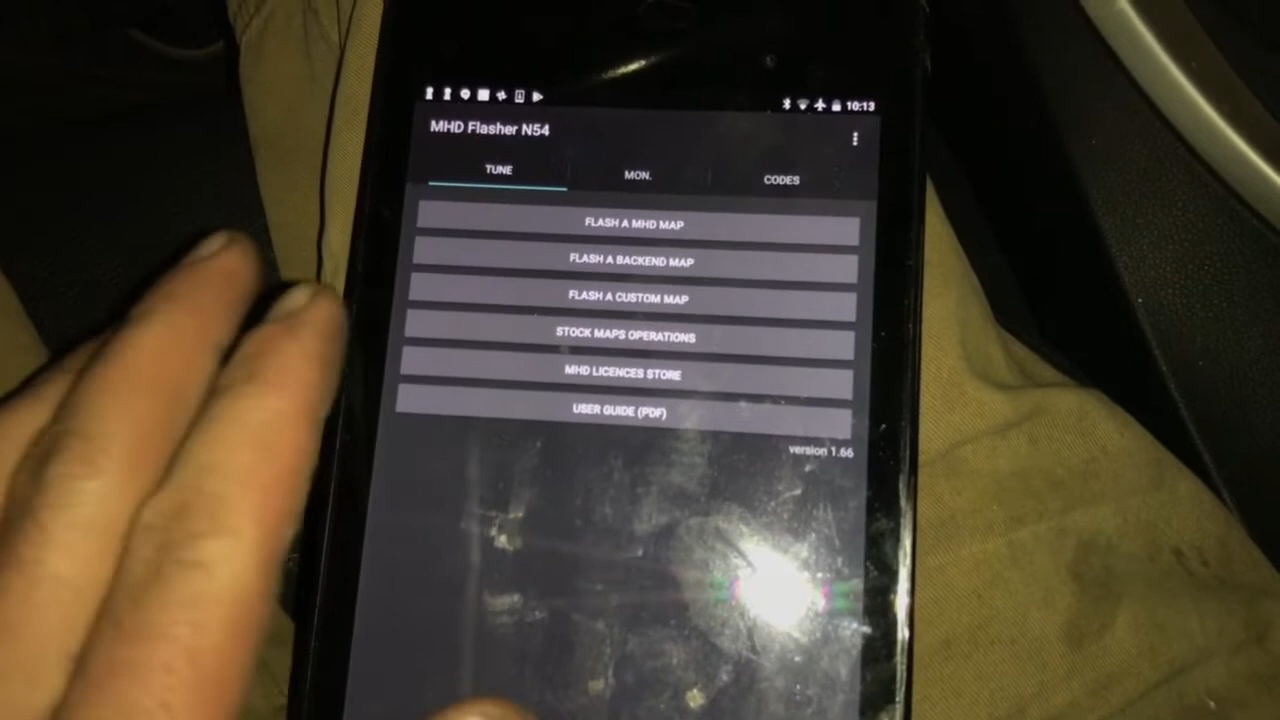 10:13
MHD Flasher N54
TUNE MON. CODES
FLASH A MHD MAP
FLASH A BACKEND MAP
FLASH A CUSTOM MAP
STOCK MAPS OPERATIONS
MHD LICENCES STORE
USER GUIDE (PDF)
version 1.66